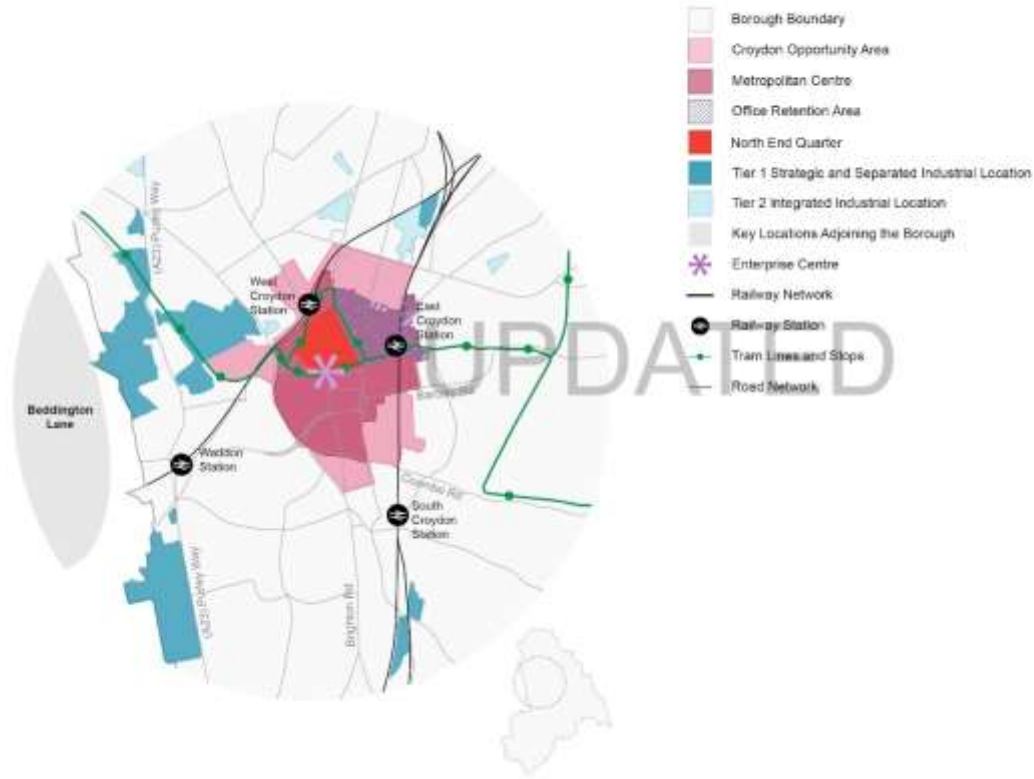 Borough Boundary
Croydon Opportunity Area
Metropolitan Centre
Office Retention Area
North End Quarter
Tier 1 Strategic and Separated Industrial Location
Tier 2 Integrated Industrial Location
Key Locations Adjoining the Borough
Enterprise Centre
Railway Network
Railway Station
Tram Lines and Stops
Road Network
(A23) Purley Way
West
Croydon
Station
East
Croydon
Station
UPDATED
Barclay Rd
Beddington
Lane
Waddon
Station
Coombe Rd
South
Croydon
Station
(A23) Purley Way
Brighton Rd